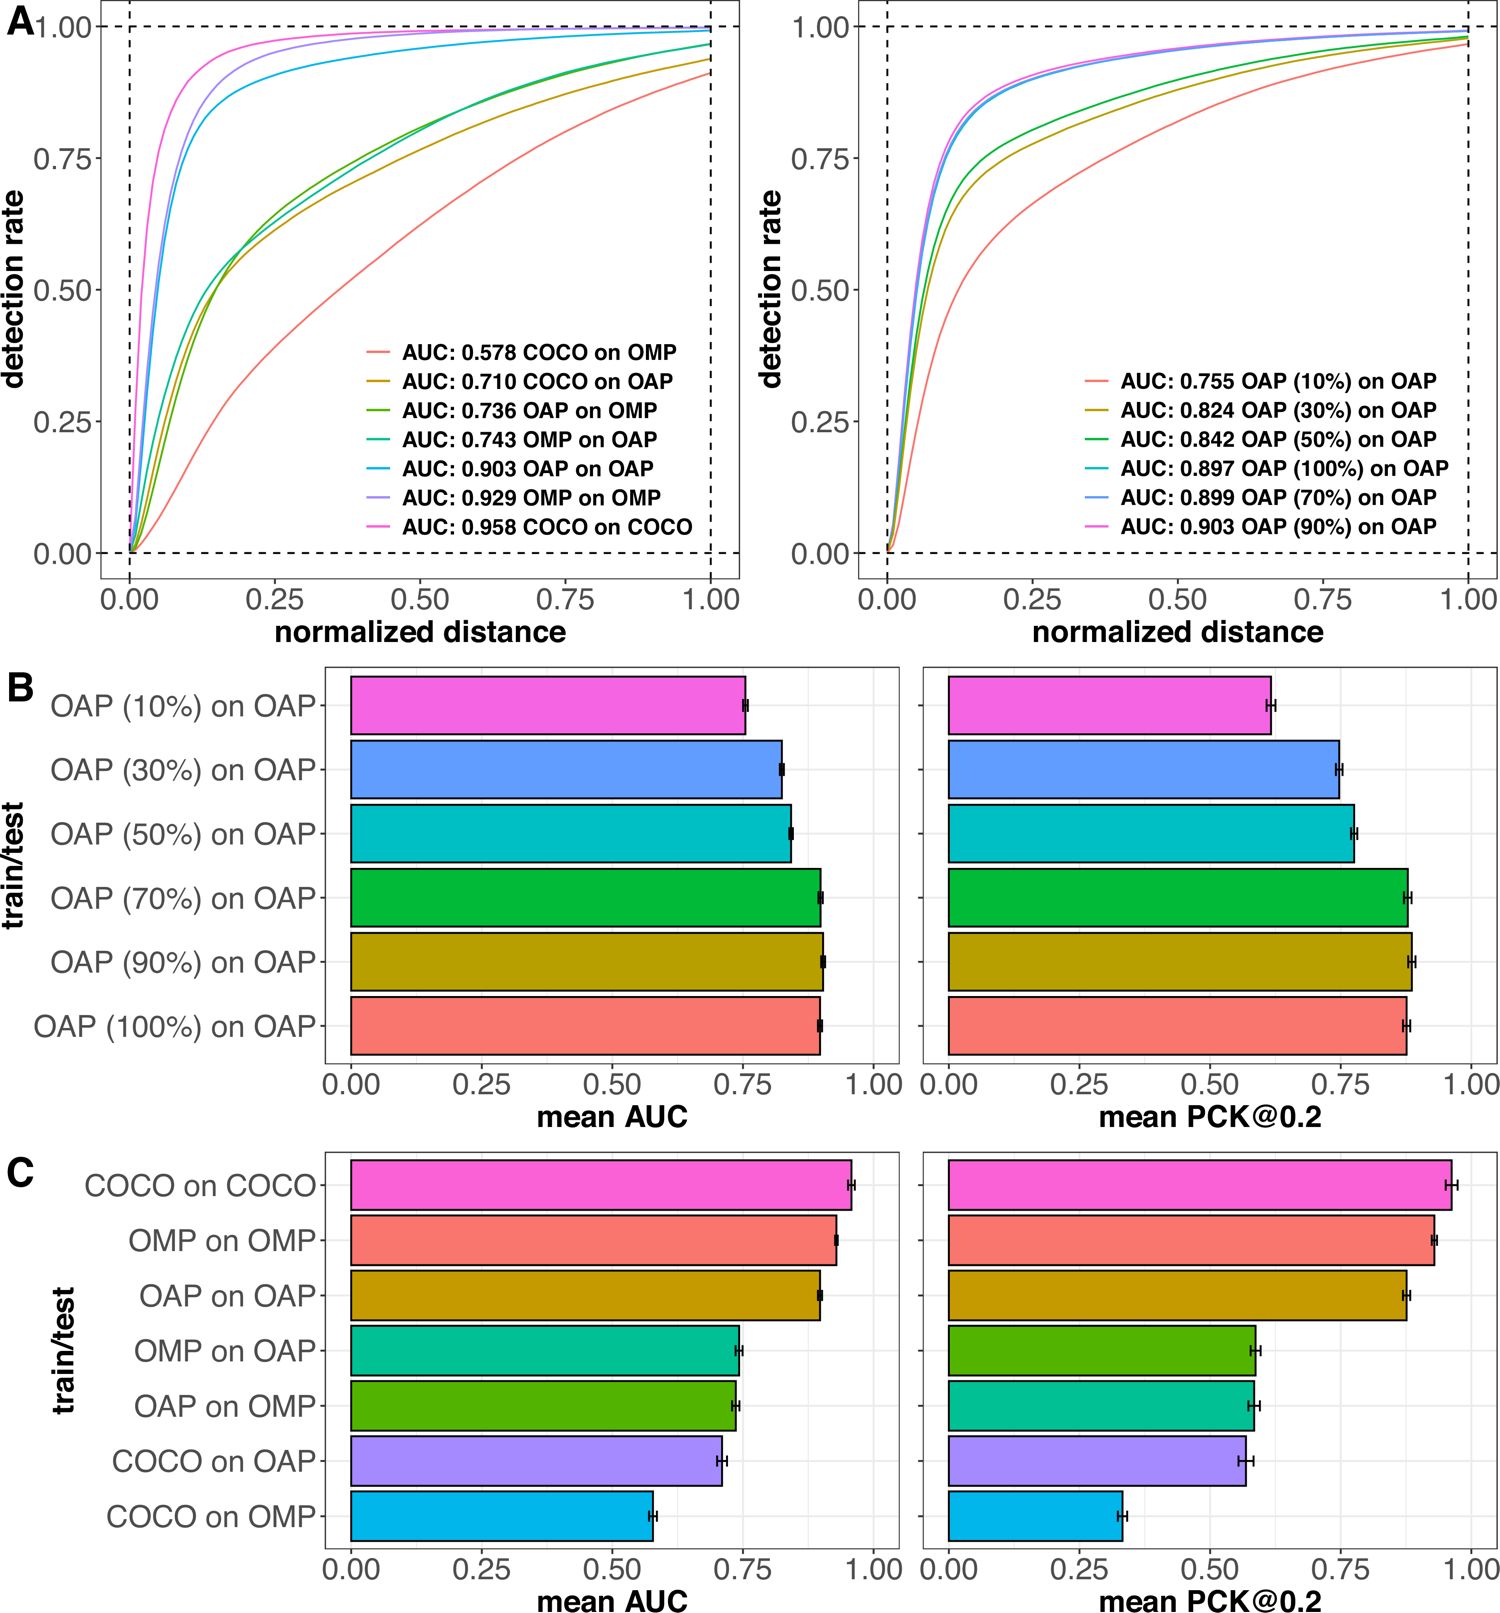 A
1.00
0.75
0.50
0.25
0.00
detection rate
AUC: 0.578 COCO on OMP
AUC: 0.710 COCO on OAP
AUC: 0.736 OAP on OMP
AUC: 0.743 OMP on OAP
AUC: 0.903 OAP on OAP
AUC: 0.929 OMP on OMP
AUC: 0.958 COCO on COCO
0.00 0.25 0.50 0.75 1.00
normalized distance
1.00
0.75
0.50
0.25
0.00
detection rate
AUC: 0.755 OAP (10%) on OAP
AUC: 0.824 OAP (30%) on OAP
AUC: 0.842 OAP (50%) on OAP
AUC: 0.897 OAP (100%) on OAP
AUC: 0.899 OAP (70%) on OAP
AUC: 0.903 OAP (90%) on OAP
0.00 0.25 0.50 0.75 1.00
normalized distance
B
train/test
OAP (10%) on OAP
OAP (30%) on OAP
OAP (50%) on OAP
OAP (70%) on OAP
OAP (90%) on OAP
OAP (100%) on OAP
0.00 0.25 0.50 0.75 1.00
mean AUC
0.00 0.25 0.50 0.75 1.00
mean PCK@0.2
C
train/test
COCO on COCO
OMP on OMP
OAP on OAP
OMP on OAP
OAP on OMP
COCO on OAP
COCO on OMP
0.00 0.25 0.50 0.75 1.00
mean AUC
0.00 0.25 0.50 0.75 1.00
mean PCK@0.2